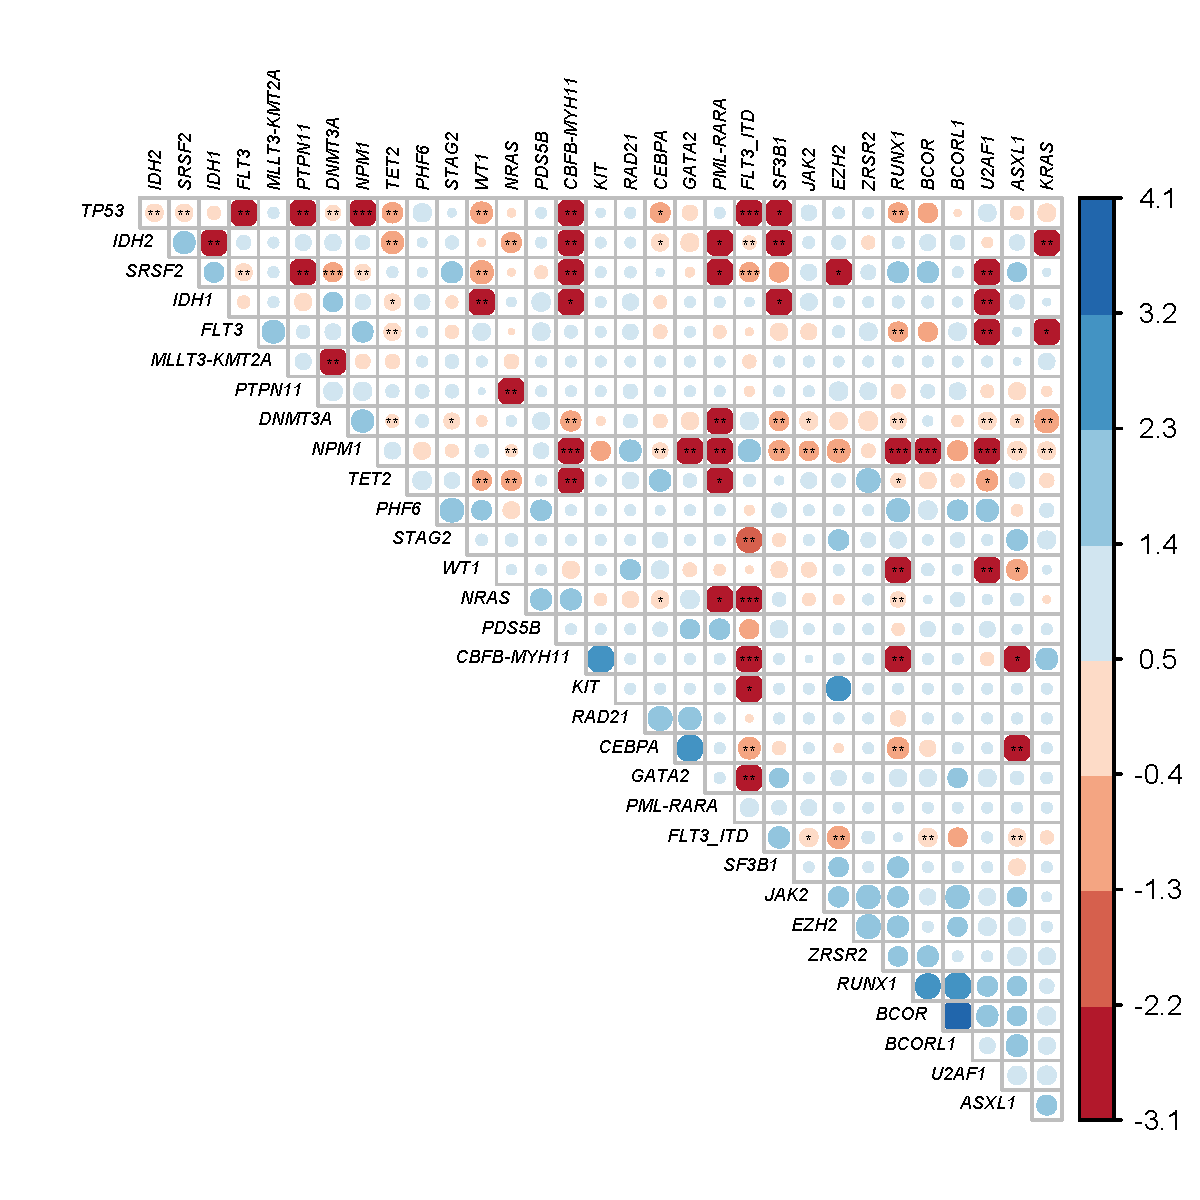 IDH2 SRSF2 IDH1 FLT3 MLLT3-KMT2A PTPN11 DNMT3A NPM1 TET2 PHF6 STAG2 WT1 NRAS PDS5B CBFB-MYH11 KIT RAD21 CEBPA GATA2 PML-RARA FLT3_ITD SF3B1 JAK2 EZH2 ZRSR2 RUNX1 BCOR BCORL1 U2AF1 ASXL1 KRAS
TP53 ** ** ** ** ** *** ** ** ** * *** * **
IDH2 ** ** ** ** * * ** ** **
SRSF2 ** ** *** ** ** ** * *** * **
IDH1 * ** * * **
FLT3 ** ** ** *
MLLT3-KMT2A **
PTPN11 **
DNMT3A ** * ** ** ** * ** ** * **
NPM1 ** *** ** ** ** ** ** ** *** *** *** ** **
TET2 ** ** ** * * *
PHF6
STAG2 **
WT1 ** ** *
NRAS * * *** **
PDS5B
CBFB-MYH11 *** ** *
KIT *
RAD21
CEBPA ** ** **
GATA2 **
PML-RARA
FLT3_ITD * ** ** **
SF3B1
JAK2
EZH2
ZRSR2
RUNX1
BCOR
BCORL1
U2AF1
ASXL1
4.1
3.2
2.3
1.4
0.5
-0.4
-1.3
-2.2
-3.1